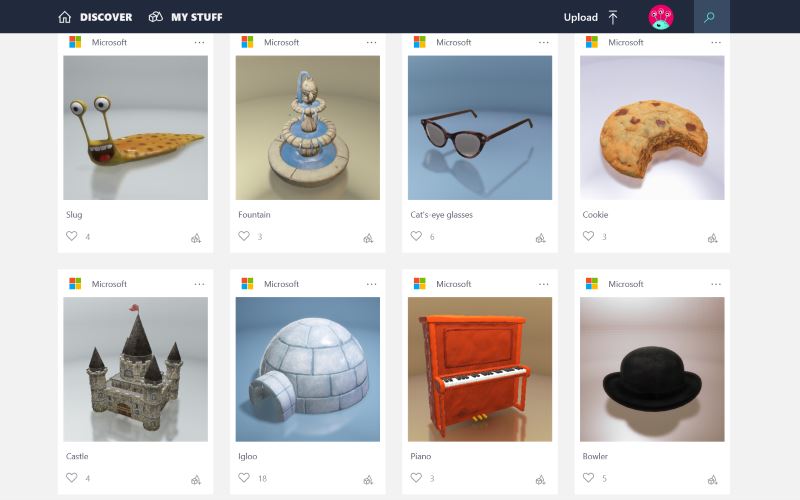 DISCOVER MY STUFF Upload
Microsoft ... Microsoft ... Microsoft ... Microsoft ...
Slug Fountain Cat's-eye glasses Cookie
4 3 6 3
Microsoft ... Microsoft ... Microsoft ... Microsoft ...
Castle Igloo Piano Bowler
4 18 3 5